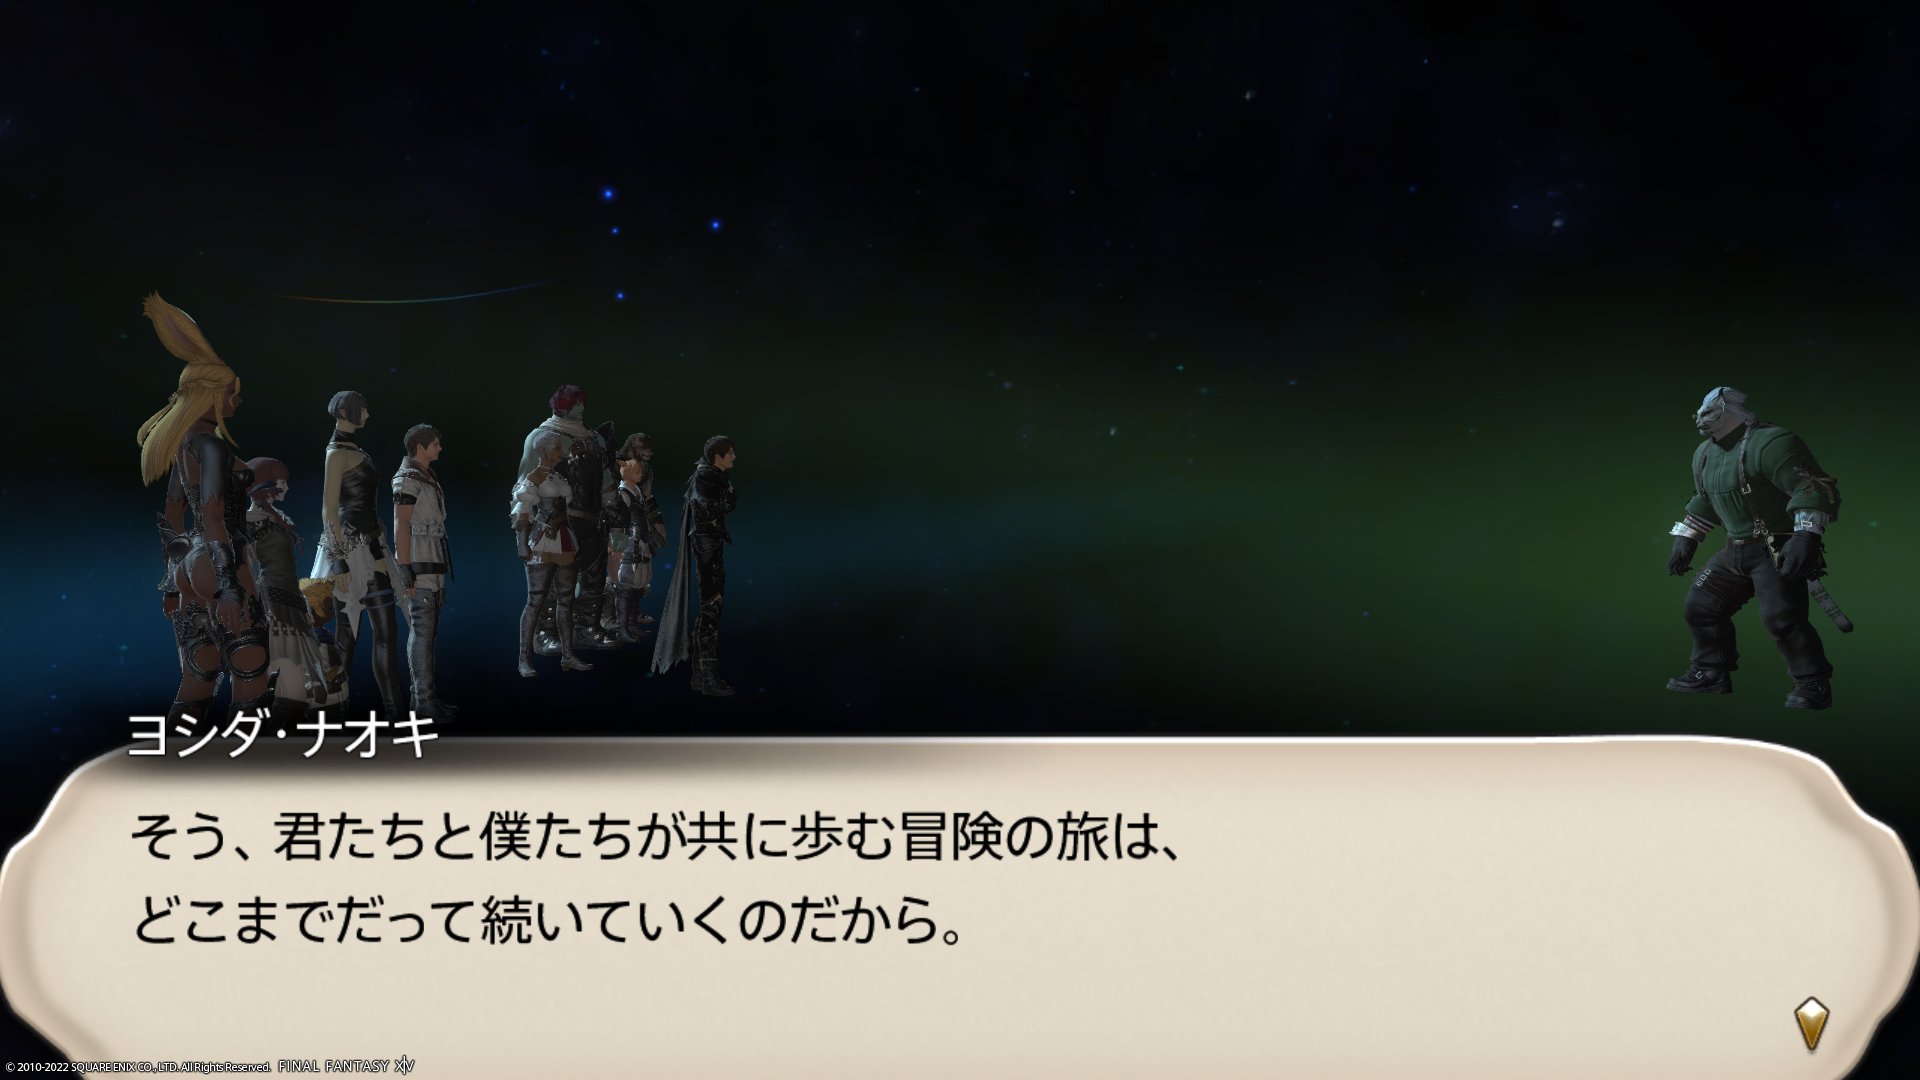 ヨシダ・ナオキ
そう、君たちと僕たちが共に歩む冒険の旅は、
どこまでだって続いていくのだから。
© 2010-2022 SQUARE ENIX CO., LTD. All Rights Reserved. FINAL FANTASY XIV